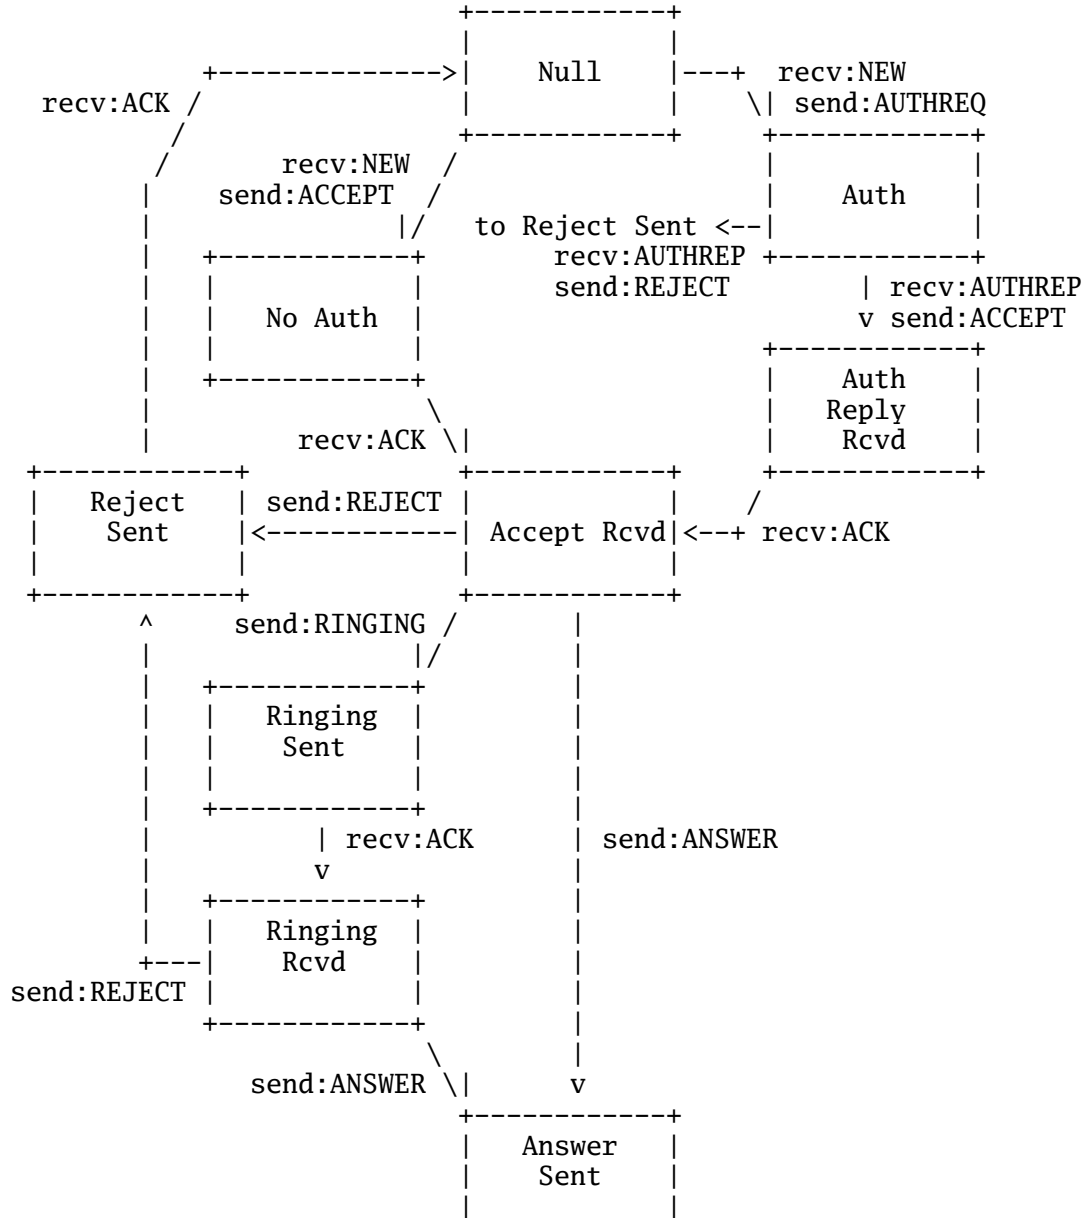 Null
recv:NEW
recv:ACK
send:AUTHREQ
recv:NEW
send:ACCEPT
Auth
to Reject Sent
recv:AUTHREP
send:REJECT
recv:AUTHREP
No Auth
send:ACCEPT
Auth
Reply
recv:ACK
Rcvd
Reject
Sent
send:REJECT
Accept Rcvd
recv:ACK
send:RINGING
Ringing
Sent
recv:ACK
send:ANSWER
Ringing
Rcvd
send:REJECT
send:ANSWER
Answer
Sent